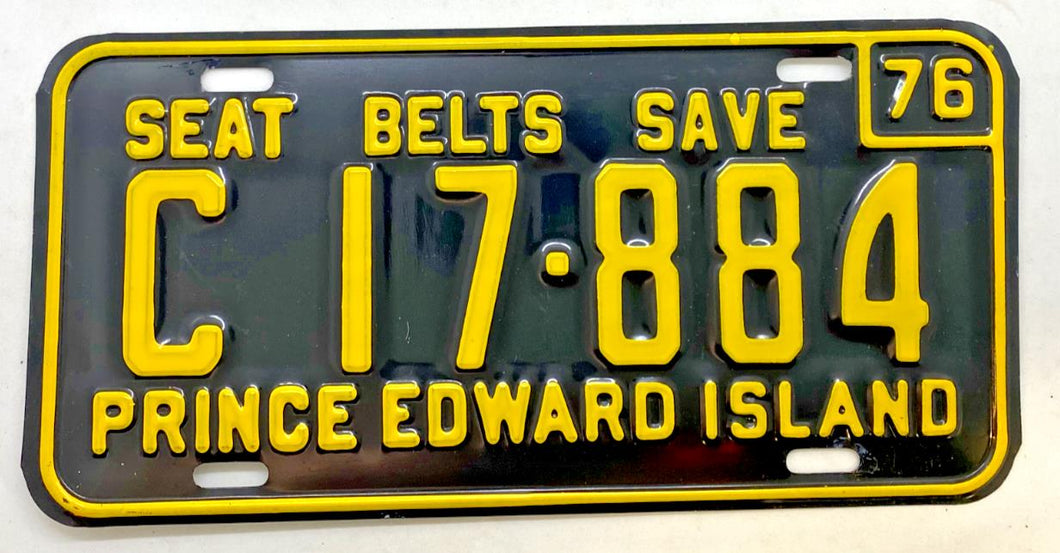 76
SEAT BELTS SAVE
C 17·884
PRINCE EDWARD ISLAND